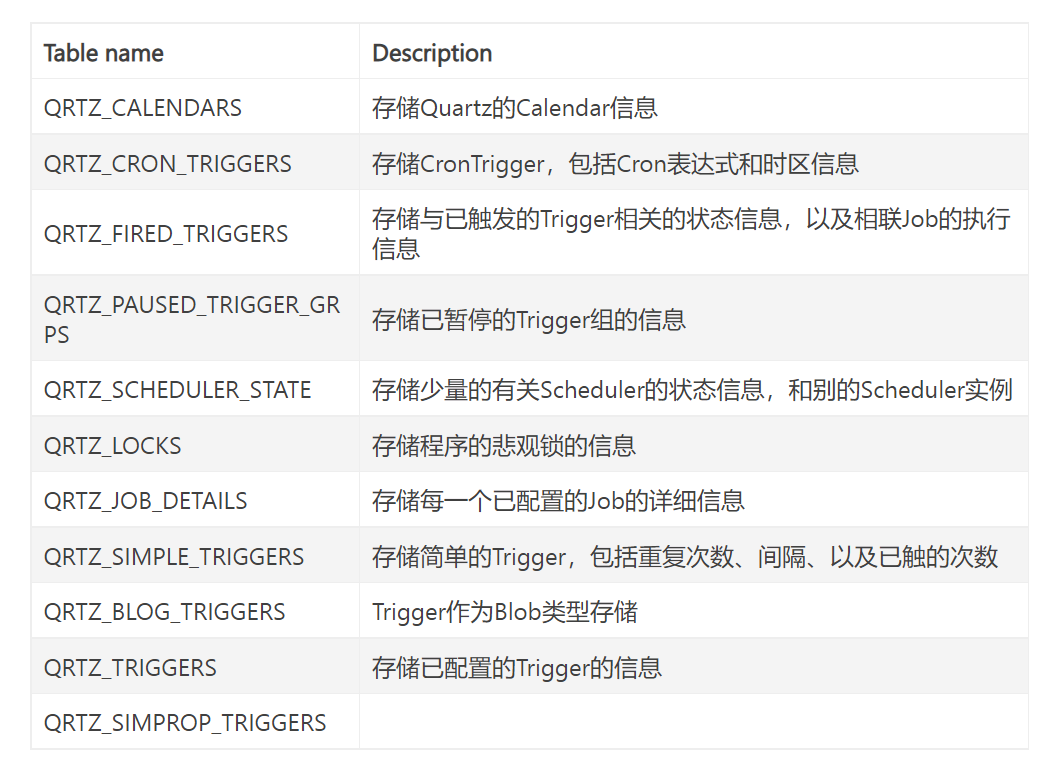 Table name Description
QRTZ_CALENDARS 存储Quartz的Calendar信息
QRTZ_CRON_TRIGGERS 存储CronTrigger，包括Cron表达式和时区信息
QRTZ_FIRED_TRIGGERS 存储与已触发的Trigger相关的状态信息，以及相联Job的执行
信息
QRTZ_PAUSED_TRIGGER_GR
PS 存储已暂停的Trigger组的信息
QRTZ_SCHEDULER_STATE 存储少量的有关Scheduler的状态信息，和别的Scheduler实例
QRTZ_LOCKS 存储程序的悲观锁的信息
QRTZ_JOB_DETAILS 存储每一个已配置的Job的详细信息
QRTZ_SIMPLE_TRIGGERS 存储简单的Trigger，包括重复次数、间隔、以及已触的次数
QRTZ_BLOG_TRIGGERS Trigger作为Blob类型存储
QRTZ_TRIGGERS 存储已配置的Trigger的信息
QRTZ_SIMPROP_TRIGGERS